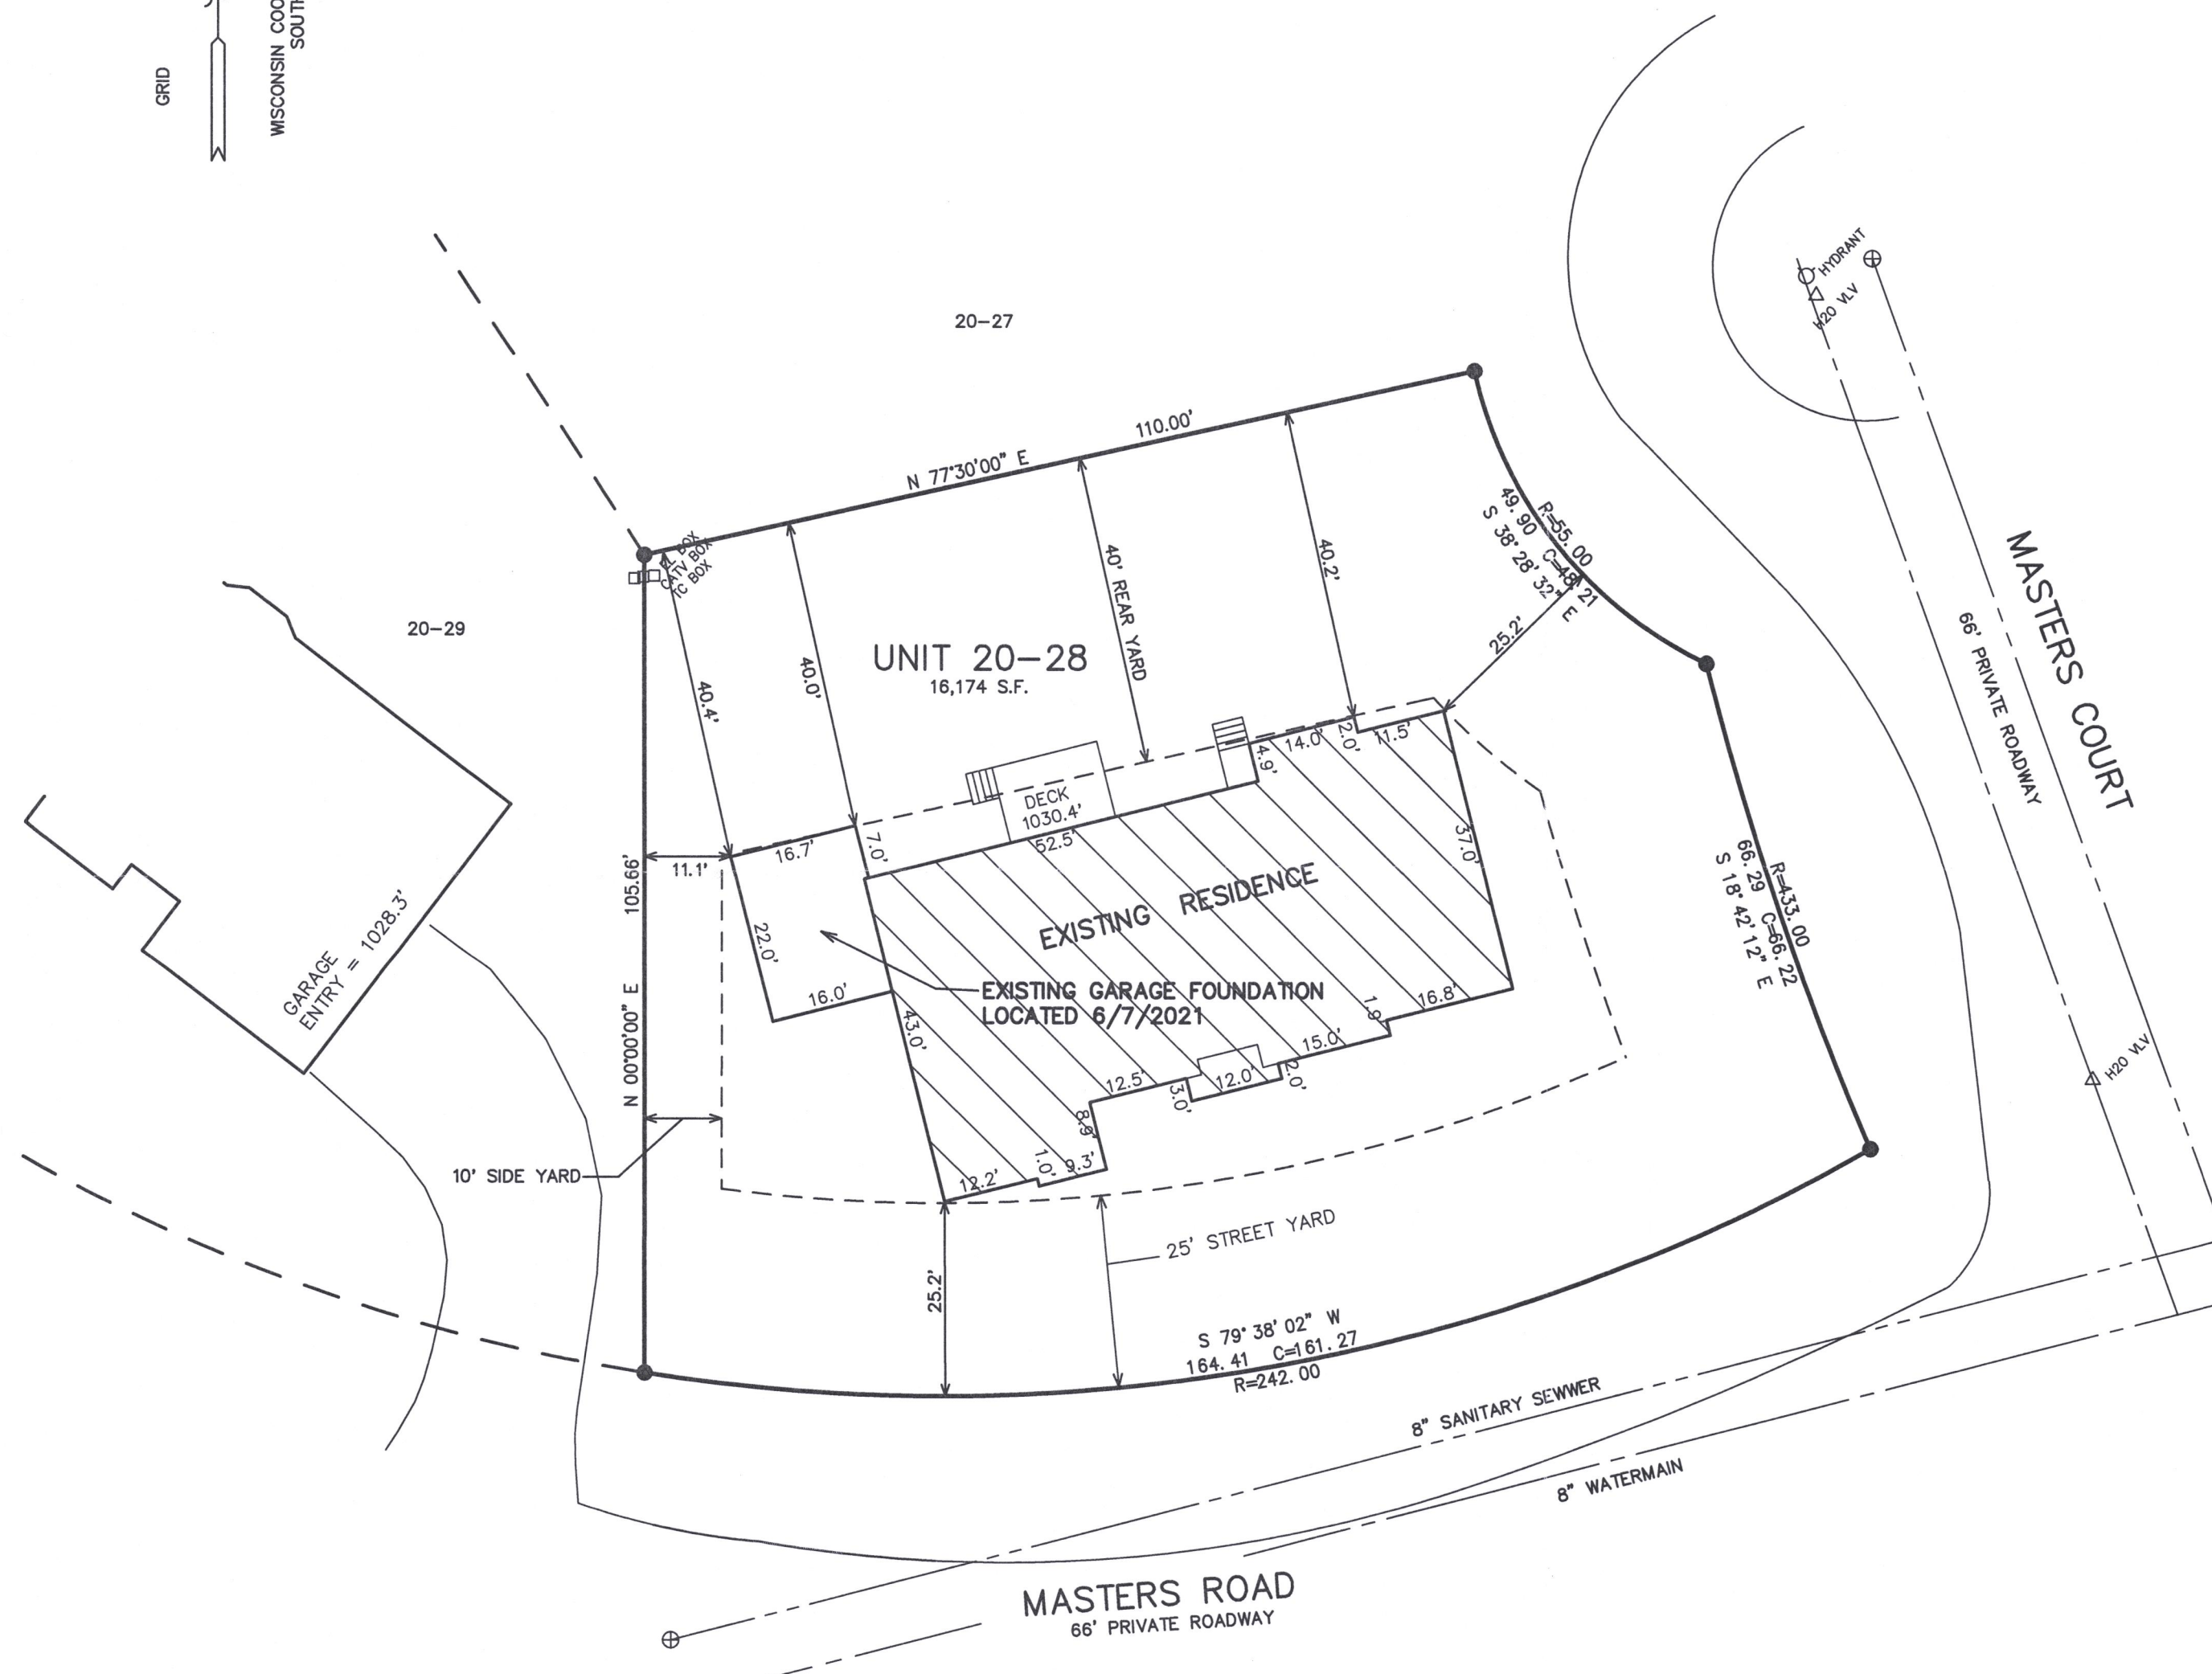 GRID
WISCONSIN
20-27
HYDRANT
H20 VLV
110.00'
N 77°30'00" E
R=55.00
49.90 C=48.21
S 38°28'32" E
CATV BOX
TC BOX
40' REAR YARD
40.2'
MASTERS COURT
66' PRIVATE ROADWAY
20-29
UNIT 20-28
16,174 S.F.
40.0'
40.4'
25.2'
14.0'
2.0'
11.5'
4.9'
DECK
1030.4'
52.5'
16.7'
7.0'
11.1'
37.0'
105.66'
N 00°00'00" E
R=433.00
66.29 C=66.22
S 18°42'12" E
EXISTING RESIDENCE
22.0'
GARAGE
ENTRY = 1028.3'
16.0'
EXISTING GARAGE FOUNDATION
LOCATED 6/7/2021
16.8'
1.9'
43.0'
15.0'
12.5'
12.0'
2.0'
3.0'
8.9'
H20 VLV
10' SIDE YARD
12.2'
1.0'
9.3'
25' STREET YARD
25.2'
S 79°38'02" W
164.41 C=161.27
R=242.00
8" SANITARY SEWWER
8" WATERMAIN
MASTERS ROAD
66' PRIVATE ROADWAY